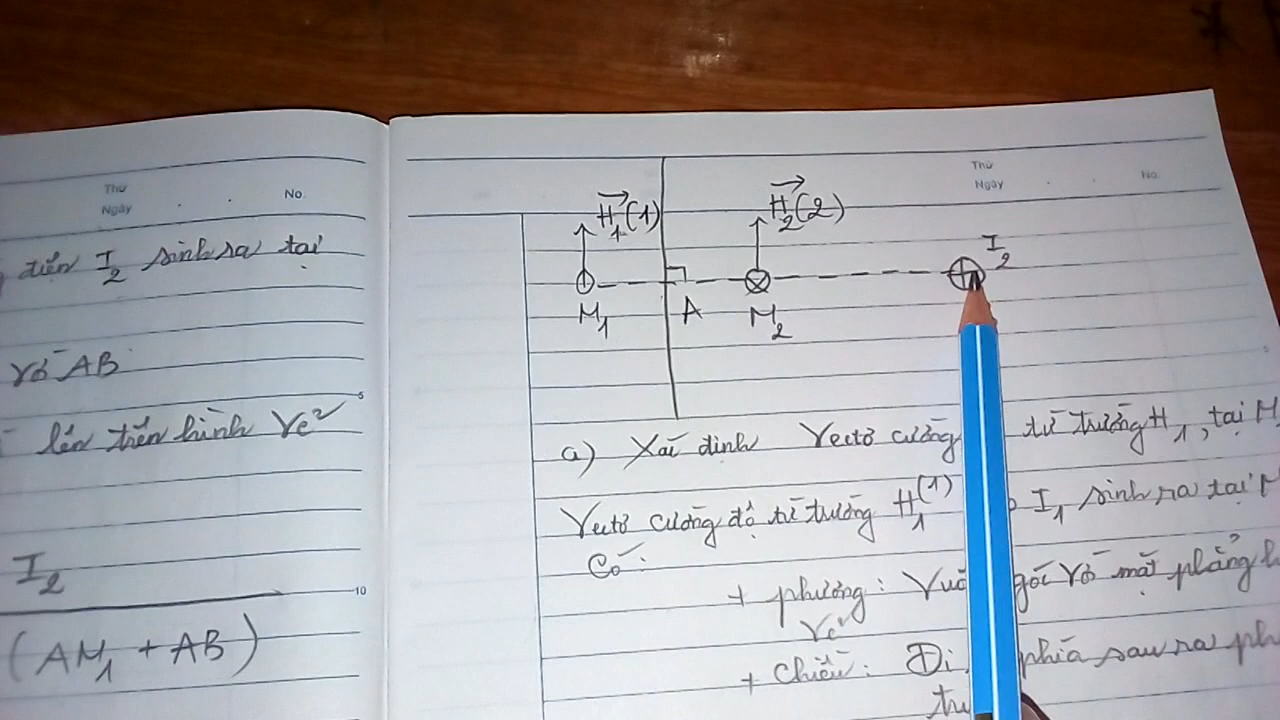 Thứ
Ngày
No.
điện I₂ sinh ra tại
với AB
lên trên hình vẽ
5
I₂
10
(AM₁ + AB)
Thứ
Ngày
No.
H₁(1)
H₂(2)
I₂
M₁
A
M₂
a) Xác định Vectơ cường từ trường H₁, tại M
Vectơ cường độ từ trường H₁(1) I₁ sinh ra tại
Có:
+ phương: Vuô góc với mặt phẳng
vẽ
+ Chiều: Đi phía sau ra